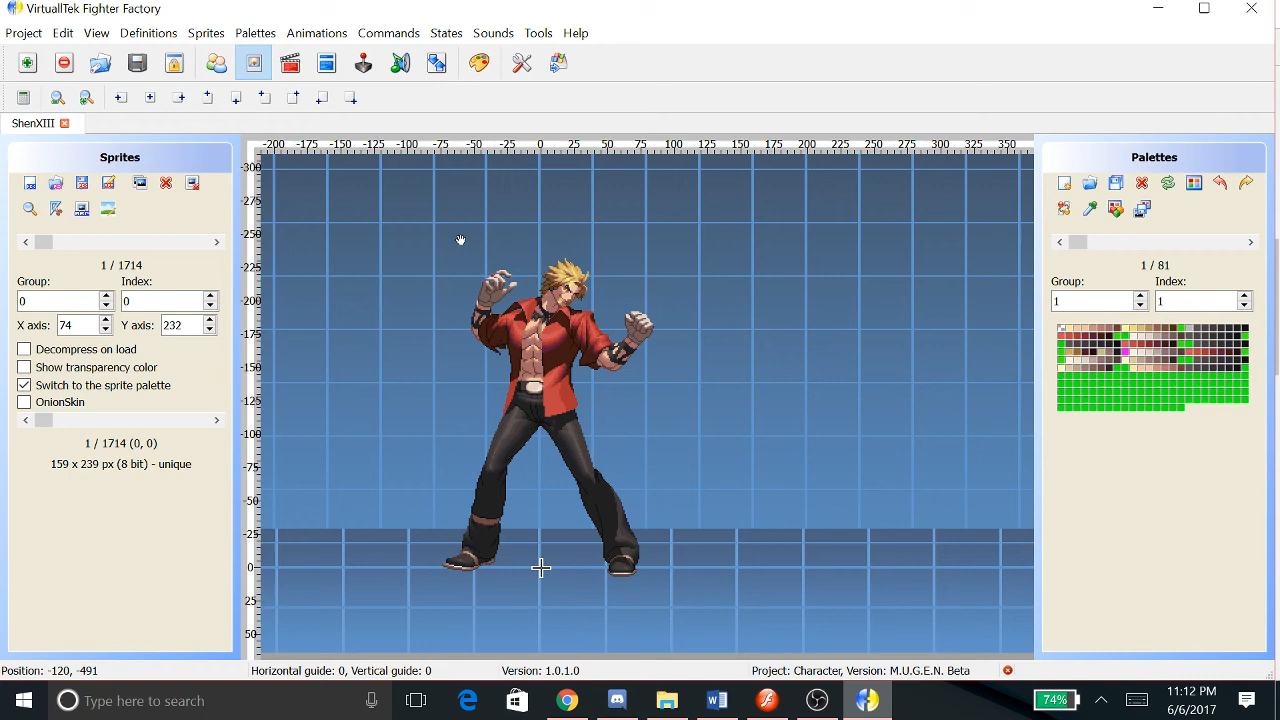 VirtuallTek Fighter Factory
Project Edit View Definitions Sprites Palettes Animations Commands States Sounds Tools Help
ShenXIII
Sprites
1 / 1714
Group: Index:
0 0
X axis: 74 Y axis: 232
Decompress on load
Show transparency color
Switch to the sprite palette
OnionSkin
1 / 1714 (0, 0)
159 x 239 px (8 bit) - unique
-200 -175 -150 -125 -100 -75 -50 -25 0 25 50 75 100 125 150 175 200 225 250 275 300 325 350
-300
-275
-250
-225
-200
-175
-150
-125
-100
-75
-50
-25
0
25
50
Palettes
1 / 81
Group: Index:
1 1
Position: -120, -491 Horizontal guide: 0, Vertical guide: 0 Version: 1.0.1.0 Project: Character, Version: M.U.G.E.N. Beta
Type here to search
74%
11:12 PM
6/6/2017